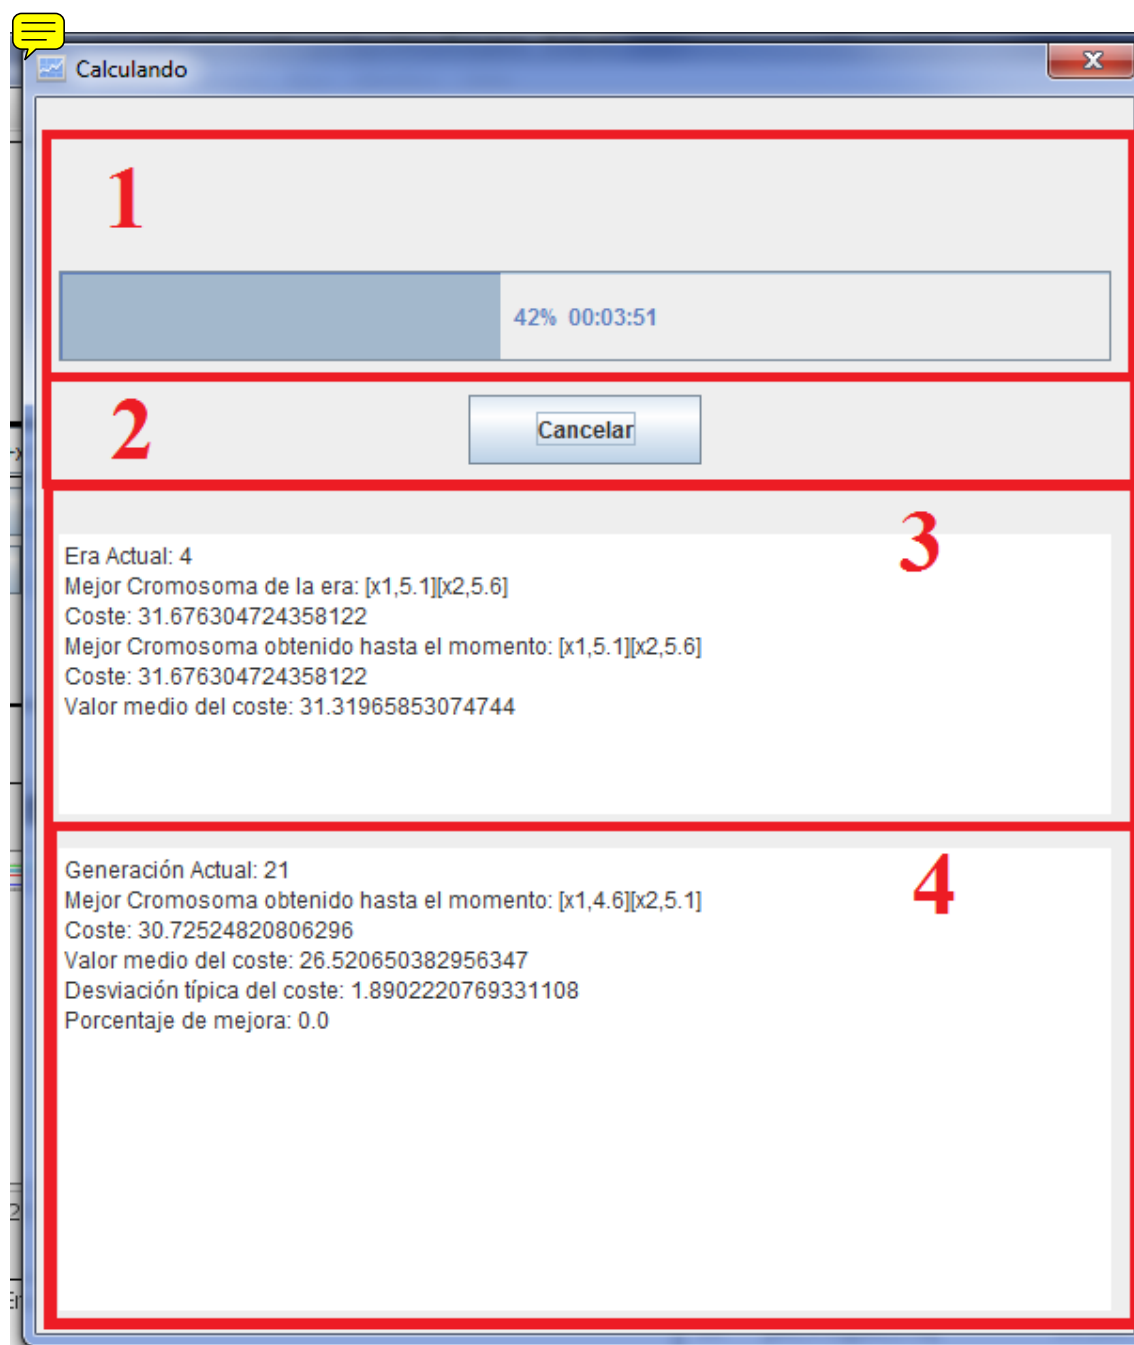 Calculando
x
1
42% 00:03:51
2
Cancelar
3
Era Actual: 4
Mejor Cromosoma de la era: [x1,5.1][x2,5.6]
Coste: 31.676304724358122
Mejor Cromosoma obtenido hasta el momento: [x1,5.1][x2,5.6]
Coste: 31.676304724358122
Valor medio del coste: 31.31965853074744
4
Generación Actual: 21
Mejor Cromosoma obtenido hasta el momento: [x1,4.6][x2,5.1]
Coste: 30.72524820806296
Valor medio del coste: 26.520650382956347
Desviación típica del coste: 1.8902220769331108
Porcentaje de mejora: 0.0